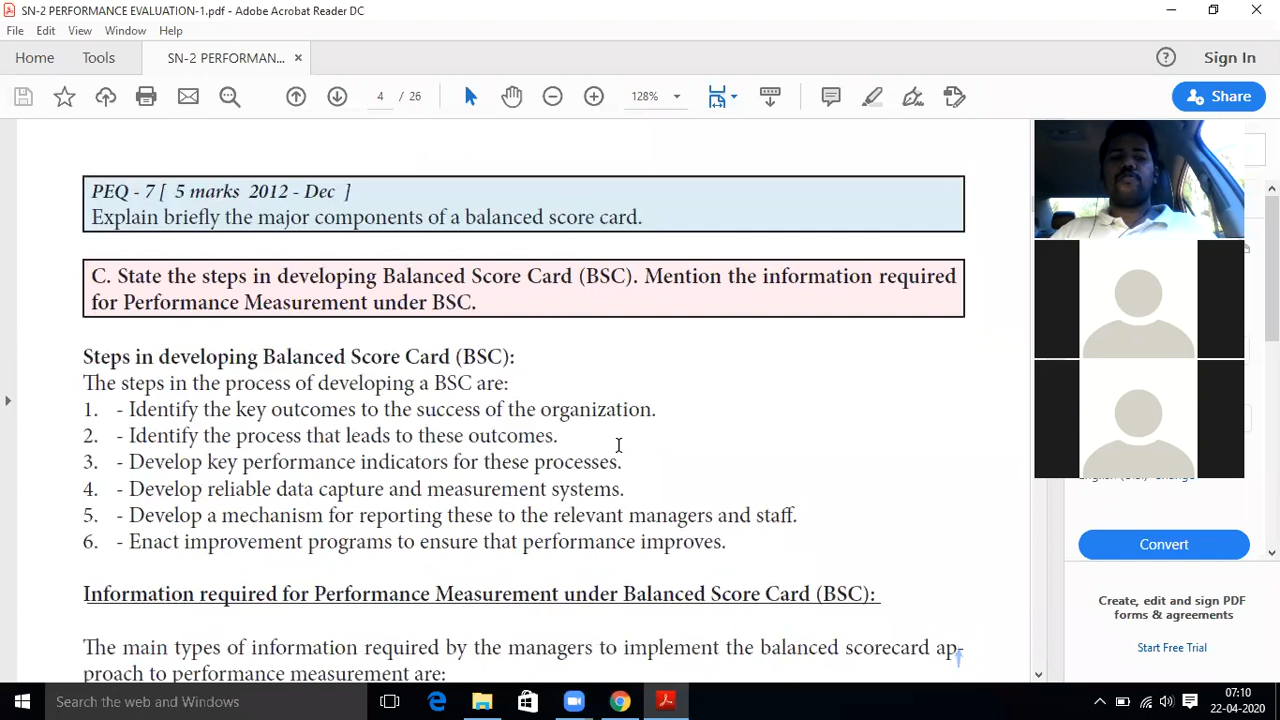 SN-2 PERFORMANCE EVALUATION-1.pdf - Adobe Acrobat Reader DC
File Edit View Window Help
Home Tools SN-2 PERFORMAN... × Sign In
4 / 26 128% Share
PEQ - 7 [ 5 marks 2012 - Dec ]
Explain briefly the major components of a balanced score card.
C. State the steps in developing Balanced Score Card (BSC). Mention the information required
for Performance Measurement under BSC.
Steps in developing Balanced Score Card (BSC):
The steps in the process of developing a BSC are:
1. - Identify the key outcomes to the success of the organization.
2. - Identify the process that leads to these outcomes.
3. - Develop key performance indicators for these processes.
4. - Develop reliable data capture and measurement systems.
5. - Develop a mechanism for reporting these to the relevant managers and staff.
6. - Enact improvement programs to ensure that performance improves.
Information required for Performance Measurement under Balanced Score Card (BSC):
The main types of information required by the managers to implement the balanced scorecard ap-
proach to performance measurement are:
Convert
Create, edit and sign PDF
forms & agreements
Start Free Trial
Search the web and Windows
07:10
22-04-2020